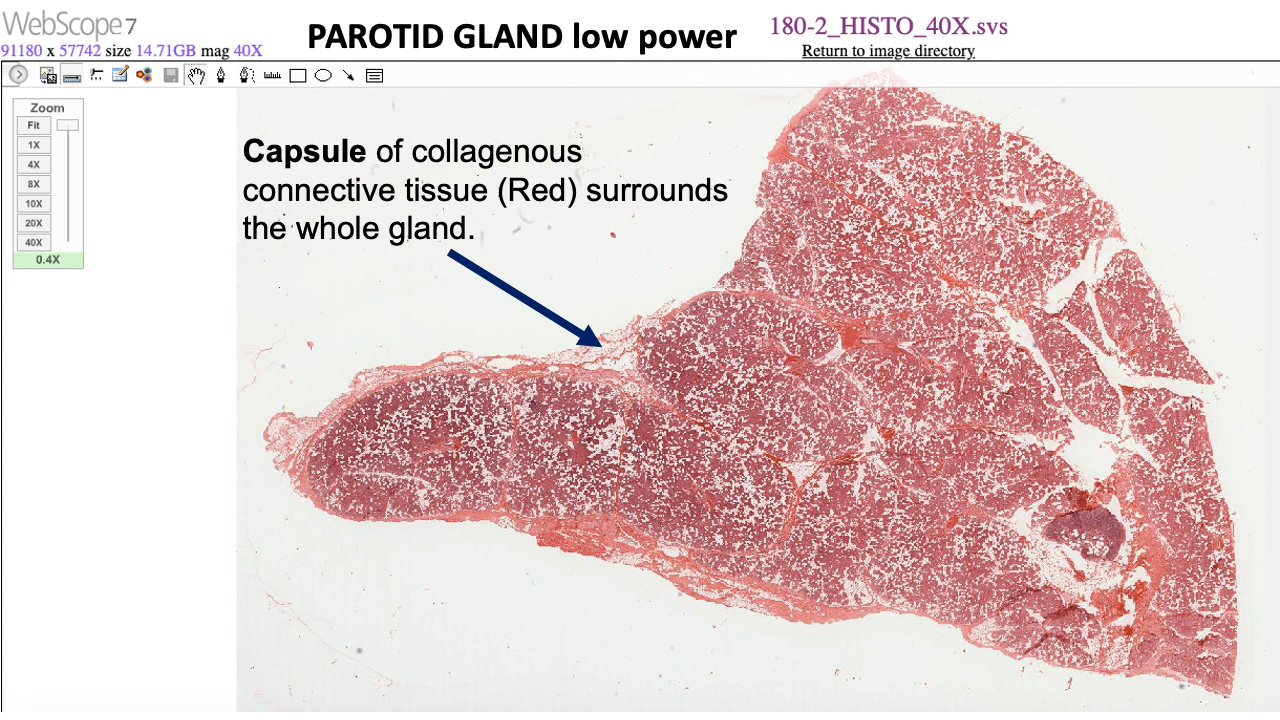 WebScope 7
91180 x 57742 size 14.71GB mag 40X
PAROTID GLAND low power
180-2_HISTO_40X.svs
Return to image directory
Zoom
Fit
1X
4X
8X
10X
20X
40X
0.4X
Capsule of collagenous
connective tissue (Red) surrounds
the whole gland.